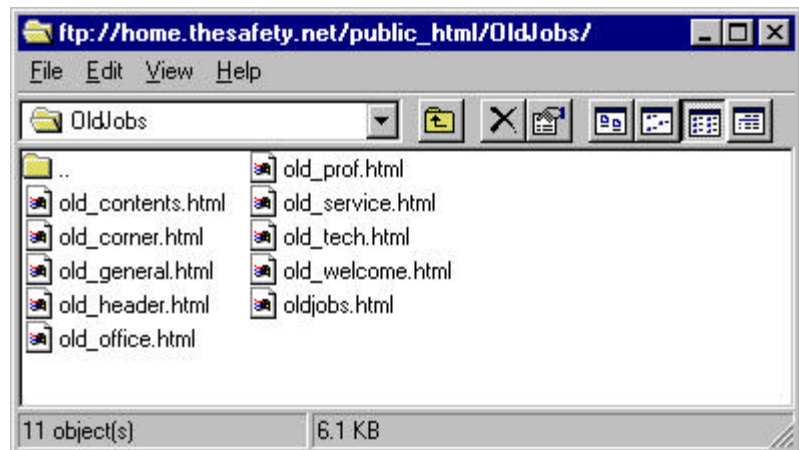 ftp://home.thesafety.net/public_html/OldJobs/
File Edit View Help
OldJobs
..
old_contents.html
old_corner.html
old_general.html
old_header.html
old_office.html
old_prof.html
old_service.html
old_tech.html
old_welcome.html
oldjobs.html
11 object(s) 6.1 KB